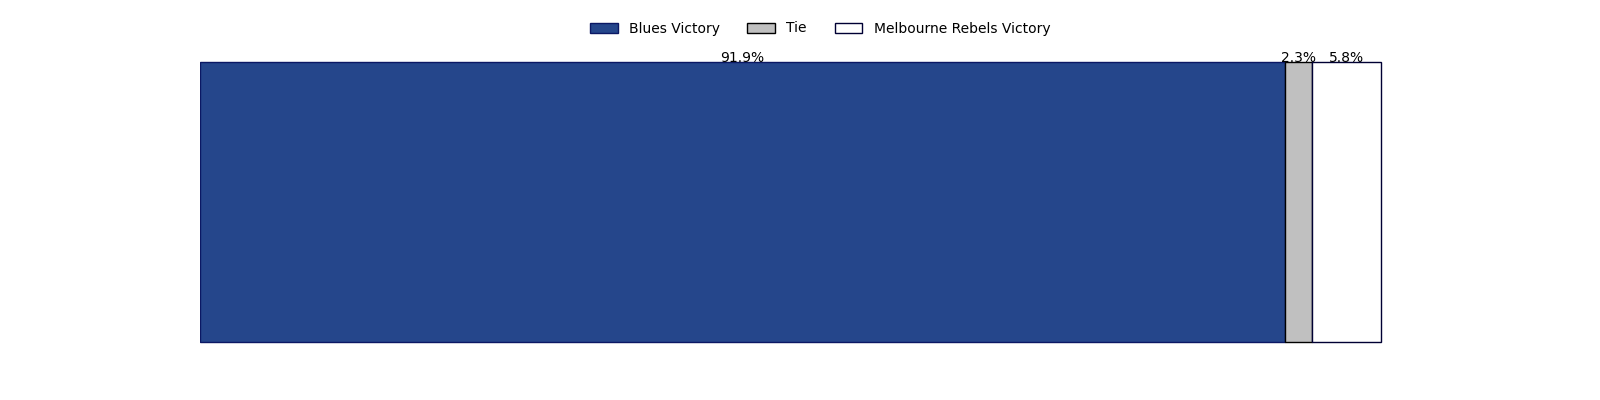 Blues Victory Tie Melbourne Rebels Victory
91.9% 2.3% 5.8%